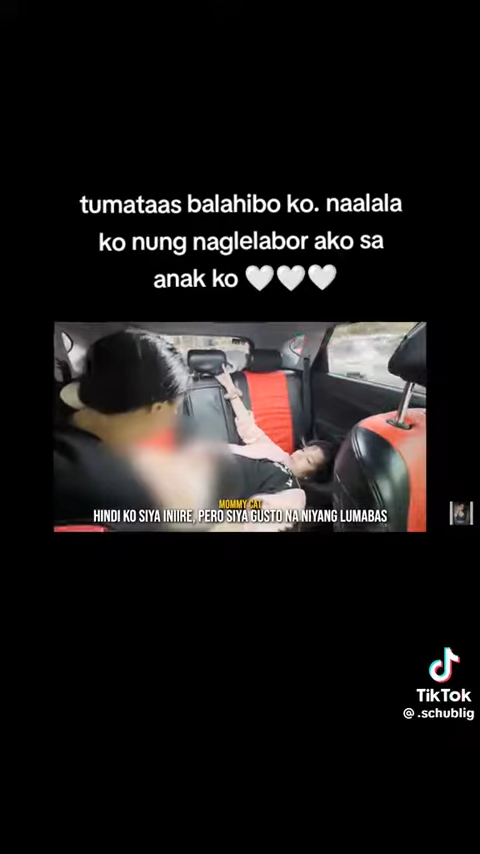 tumataas balahibo ko. naalala
ko nung naglelabor ako sa
anak ko 🤍🤍🤍
MOMMY CAT
HINDI KO SIYA INIIRE, PERO SIYA GUSTO NA NIYANG LUMABAS
TikTok
@.schublig